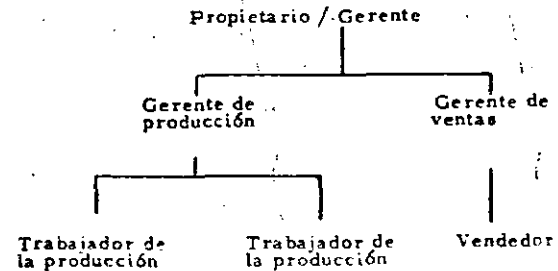 Propietario / Gerente
Gerente de
producción
Gerente de
ventas
Trabajador de
la producción
Trabajador de
la producción
Vendedor